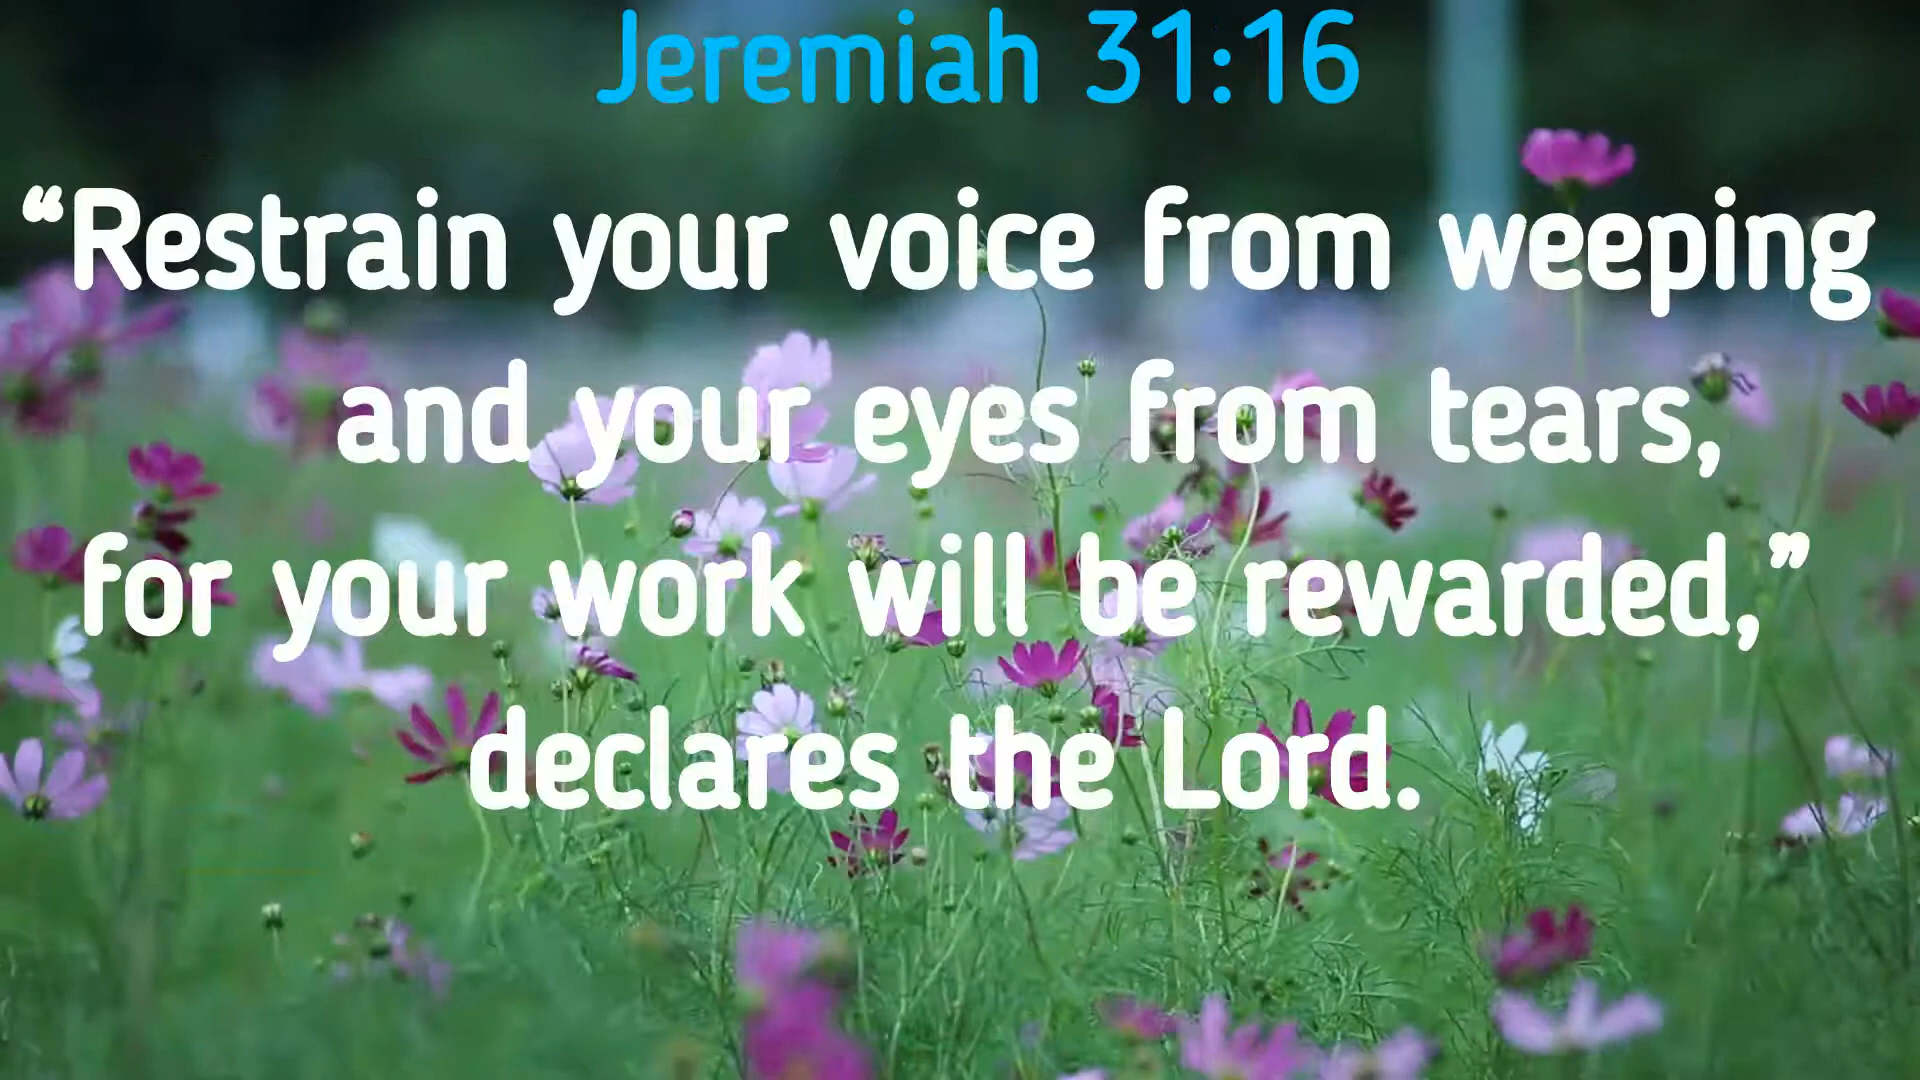 Jeremiah 31:16
“Restrain your voice from weeping
and your eyes from tears,
for your work will be rewarded,”
declares the Lord.